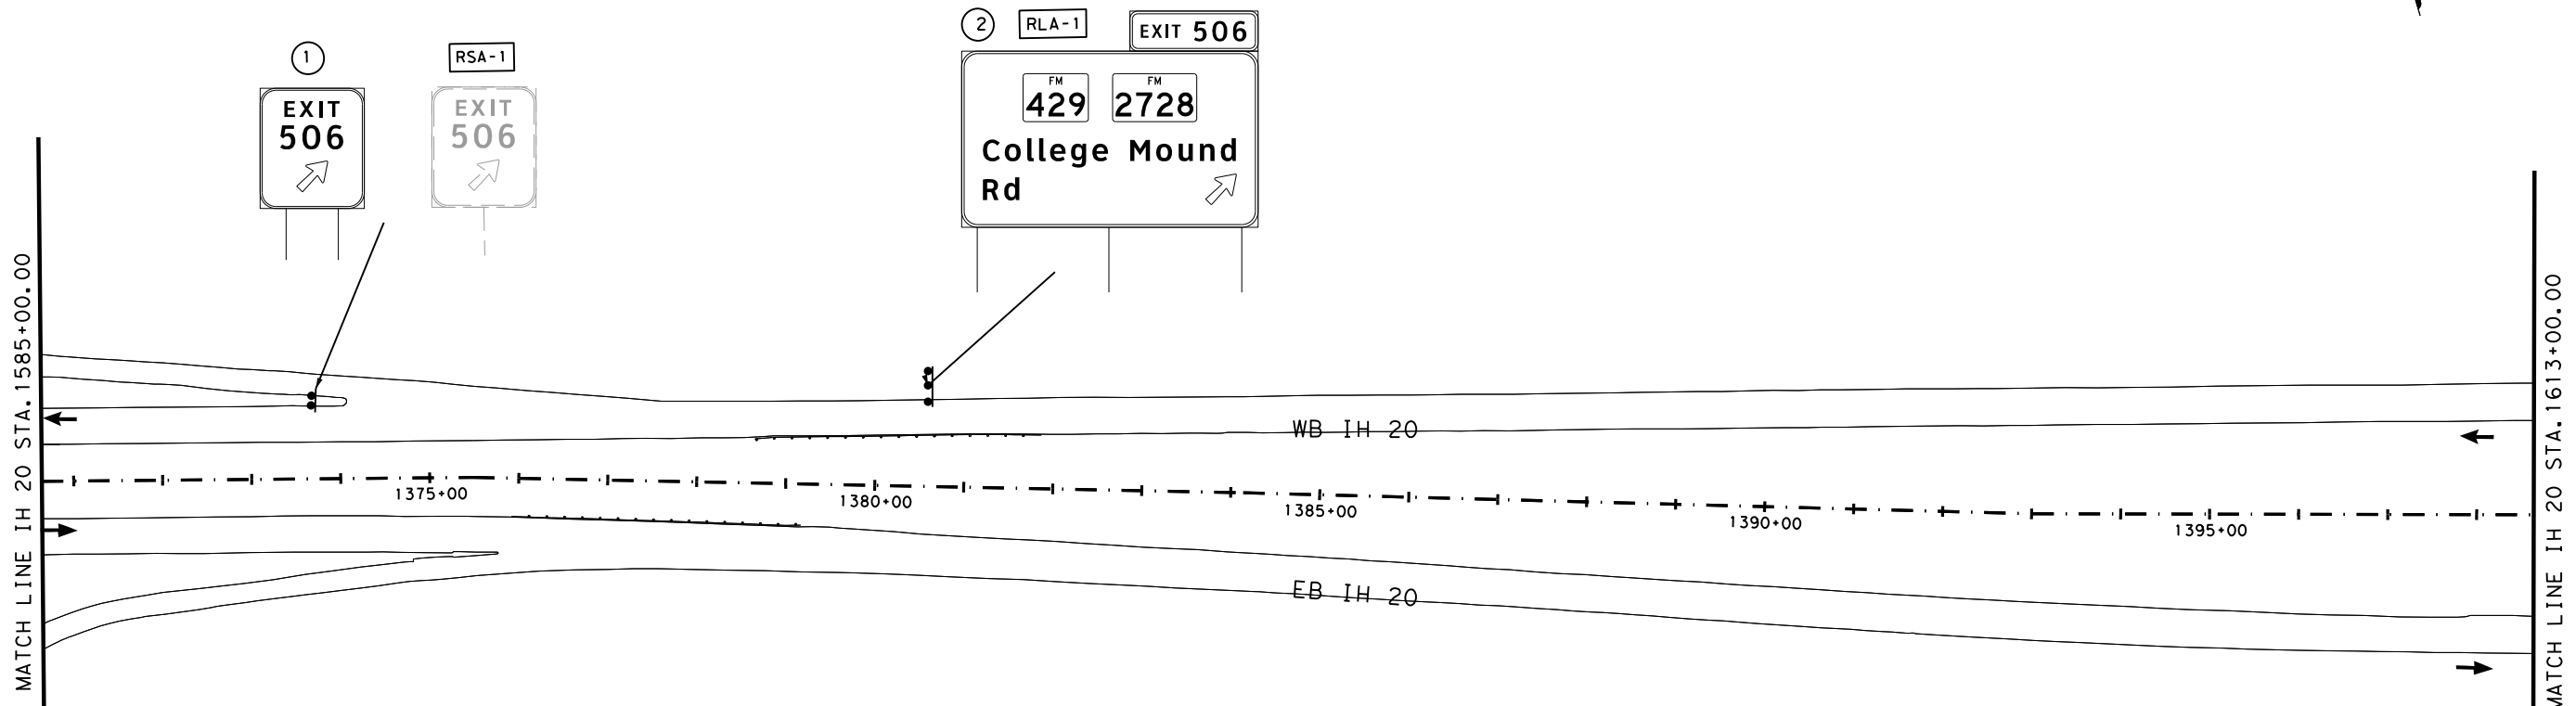 1
RSA-1
EXIT
506
EXIT
506
2
RLA-1
EXIT 506
FM
429
FM
2728
College Mound
Rd
MATCH LINE IH 20 STA. 1585+00.00
WB IH 20
1375+00
1380+00
1385+00
1390+00
1395+00
EB IH 20
MATCH LINE IH 20 STA. 1613+00.00